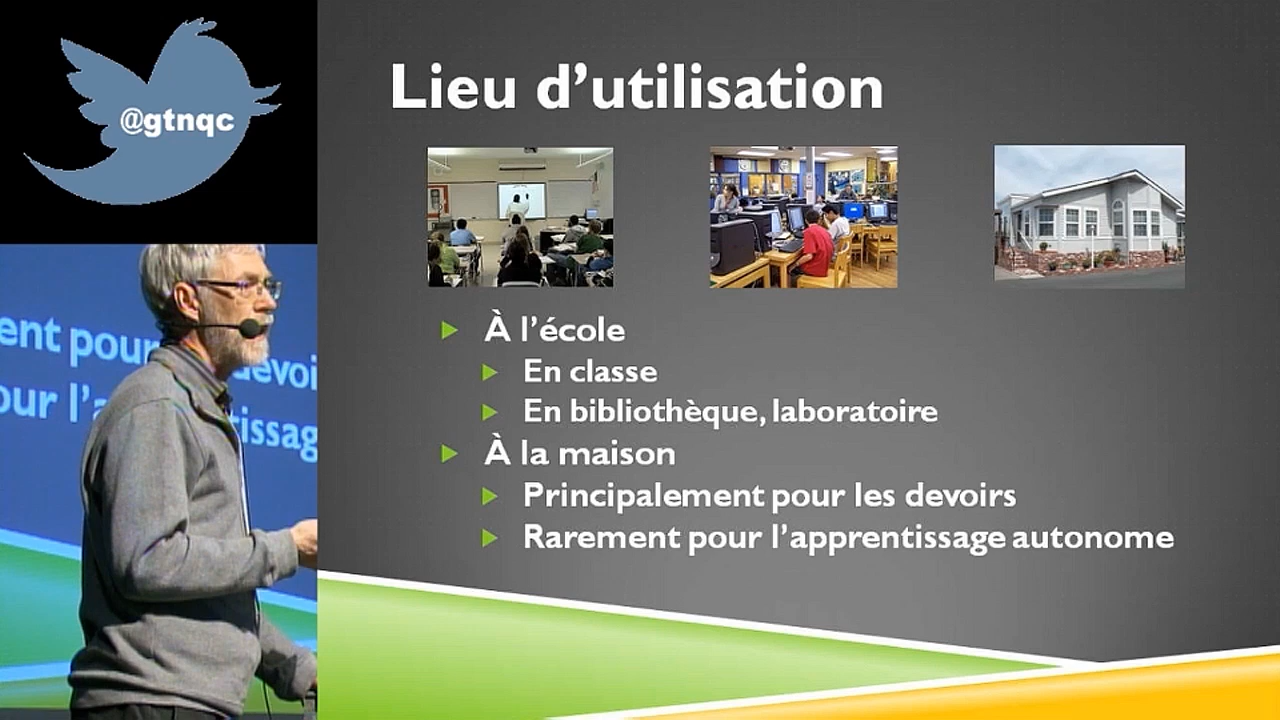 @gtnqc
Lieu d'utilisation
À l'école
En classe
En bibliothèque, laboratoire
À la maison
Principalement pour les devoirs
Rarement pour l'apprentissage autonome
ent pour devoi
our l'a tissag